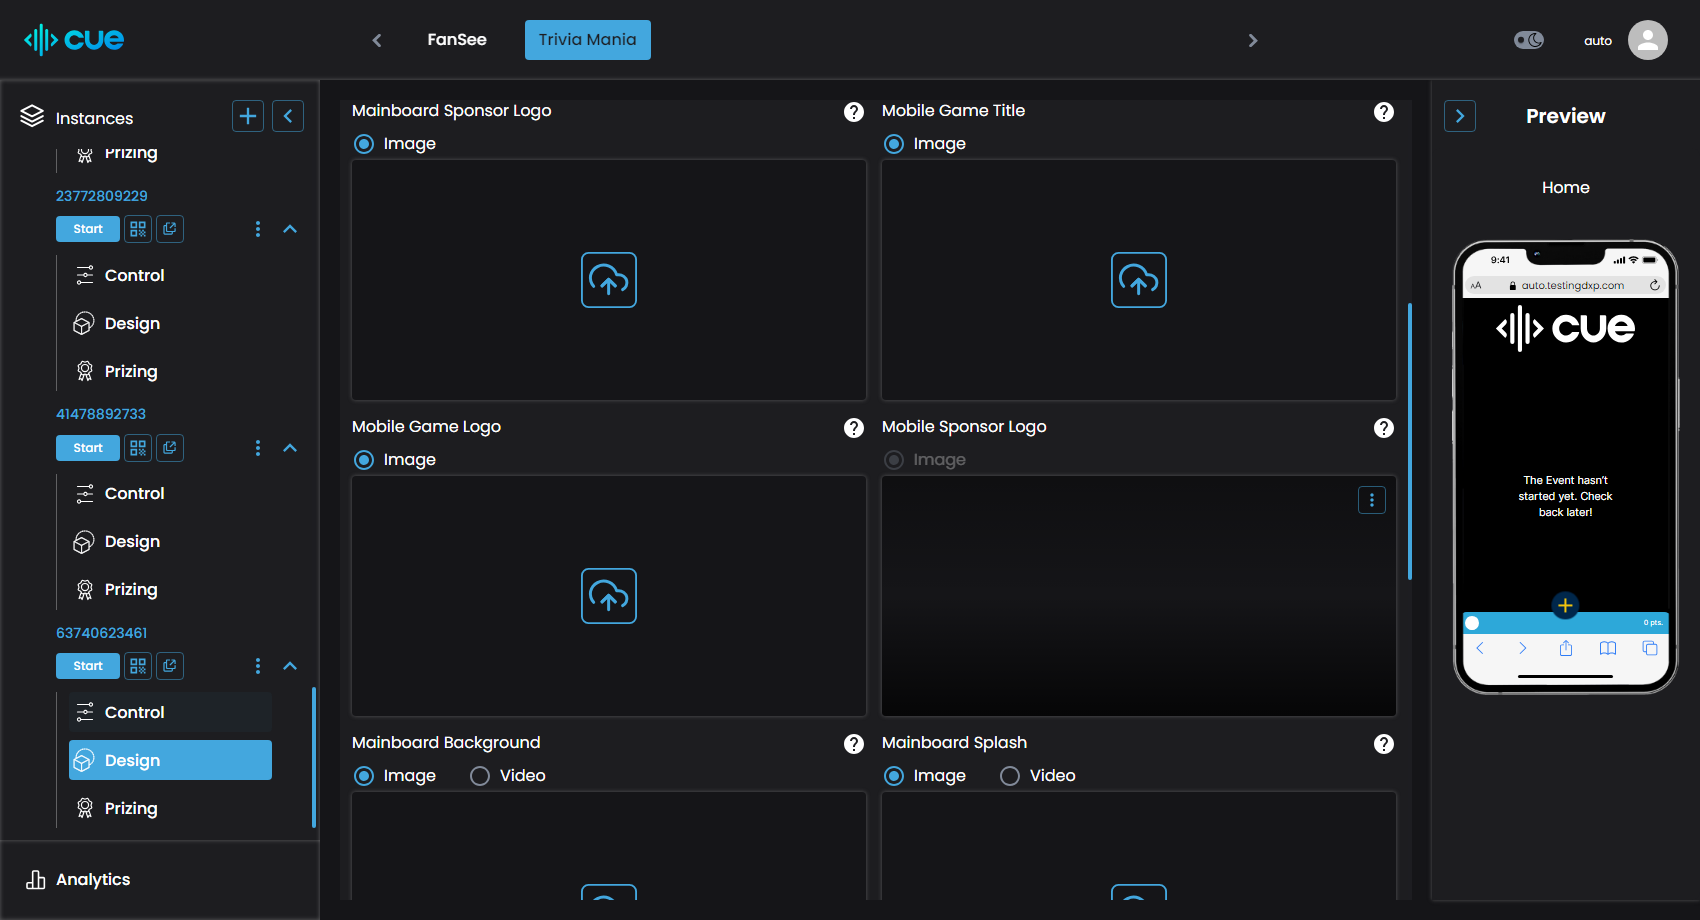 cue
FanSee
Trivia Mania
auto
Instances
Prizing
23772809229
Start
Control
Design
Prizing
41478892733
Start
Control
Design
Prizing
63740623461
Start
Control
Design
Prizing
Analytics
Mainboard Sponsor Logo
?
Image
Mobile Game Title
?
Image
Mobile Game Logo
?
Image
Mobile Sponsor Logo
?
Image
Mainboard Background
?
Image
Video
Mainboard Splash
?
Image
Video
Preview
Home
9:41
AA
auto.testingdxp.com
cue
The Event hasn't
started yet. Check
back later!
0 pts.